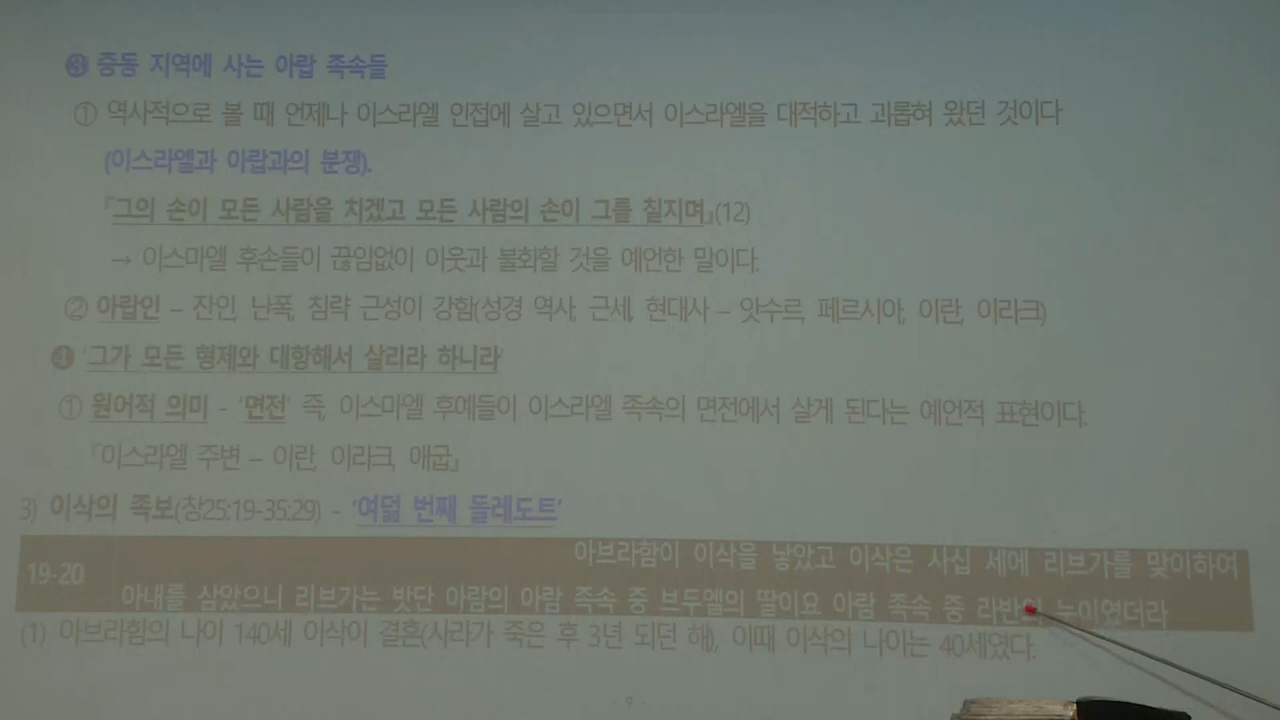 ❸ 중동 지역에 사는 아랍 족속들
① 역사적으로 볼 때 언제나 이스라엘 인접에 살고 있으면서 이스라엘을 대적하고 괴롭혀 왔던 것이다
(이스라엘과 아랍과의 분쟁).
『그의 손이 모든 사람을 치겠고 모든 사람의 손이 그를 칠지며』(12)
→ 이스마엘 후손들이 끊임없이 이웃과 불화할 것을 예언한 말이다.
② 아랍인 – 잔인, 난폭, 침략 근성이 강함(성경 역사, 근세, 현대사 – 앗수르, 페르시아, 이란, 이라크)
❹ '그가 모든 형제와 대항해서 살리라 하니라'
① 원어적 의미 - '면전' 즉, 이스마엘 후예들이 이스라엘 족속의 면전에서 살게 된다는 예언적 표현이다.
『이스라엘 주변 – 이란, 이라크, 애굽』
3) 이삭의 족보(창25:19-35:29) - '여덟 번째 톨레도트'
19-20 아브라함이 이삭을 낳았고 이삭은 사십 세에 리브가를 맞이하여
아내를 삼았으니 리브가는 밧단 아람의 아람 족속 중 브두엘의 딸이요 아람 족속 중 라반의 누이였더라
(1) 아브라함의 나이 140세 이삭이 결혼(사라가 죽은 후 3년 되던 해), 이때 이삭의 나이는 40세였다.
9